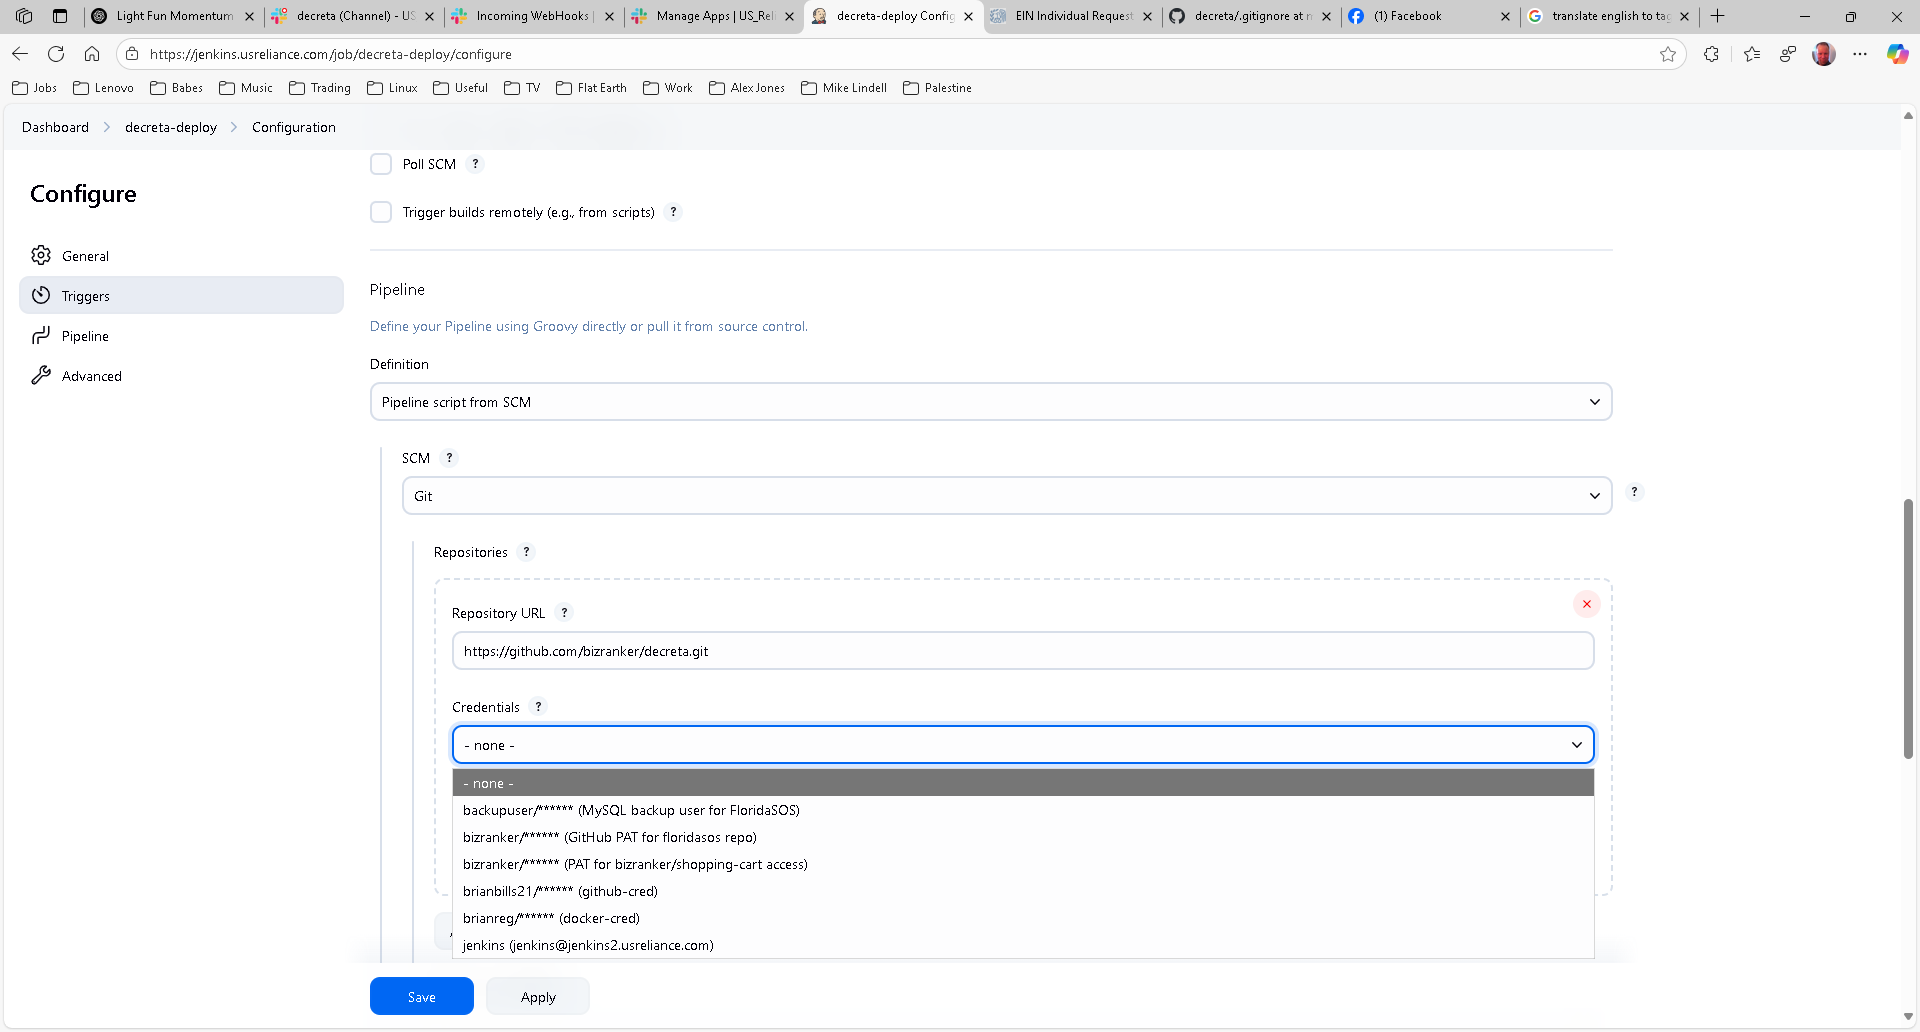 Light Fun Momentum
decreta (Channel) - US
Incoming WebHooks |
Manage Apps | US_Reli
decreta-deploy Config
EIN Individual Request
decreta/.gitignore at m
(1) Facebook
translate english to tag
https://jenkins.usreliance.com/job/decreta-deploy/configure
Jobs
Lenovo
Babes
Music
Trading
Linux
Useful
TV
Flat Earth
Work
Alex Jones
Mike Lindell
Palestine
Dashboard
decreta-deploy
Configuration
Configure
General
Triggers
Pipeline
Advanced
Poll SCM ?
Trigger builds remotely (e.g., from scripts) ?
Pipeline
Define your Pipeline using Groovy directly or pull it from source control.
Definition
Pipeline script from SCM
SCM ?
Git
?
Repositories ?
Repository URL ?
https://github.com/bizranker/decreta.git
Credentials ?
- none -
- none -
backupuser/****** (MySQL backup user for FloridaSOS)
bizranker/****** (GitHub PAT for floridasos repo)
bizranker/****** (PAT for bizranker/shopping-cart access)
brianbills21/****** (github-cred)
brianreg/****** (docker-cred)
jenkins (jenkins@jenkins2.usreliance.com)
Save
Apply